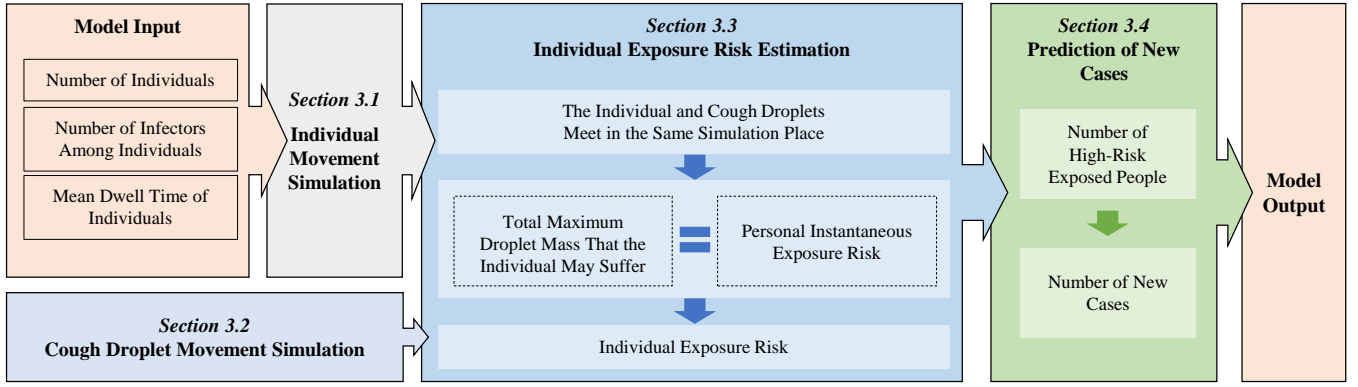 Model Input
Number of Individuals
Number of Infectors
Among Individuals
Mean Dwell Time of
Individuals
Section 3.1
Individual
Movement
Simulation
Section 3.2
Cough Droplet Movement Simulation
Section 3.3
Individual Exposure Risk Estimation
The Individual and Cough Droplets
Meet in the Same Simulation Place
Total Maximum
Droplet Mass That the
Individual May Suffer
Personal Instantaneous
Exposure Risk
Individual Exposure Risk
Section 3.4
Prediction of New
Cases
Number of
High-Risk
Exposed People
Number of New
Cases
Model
Output